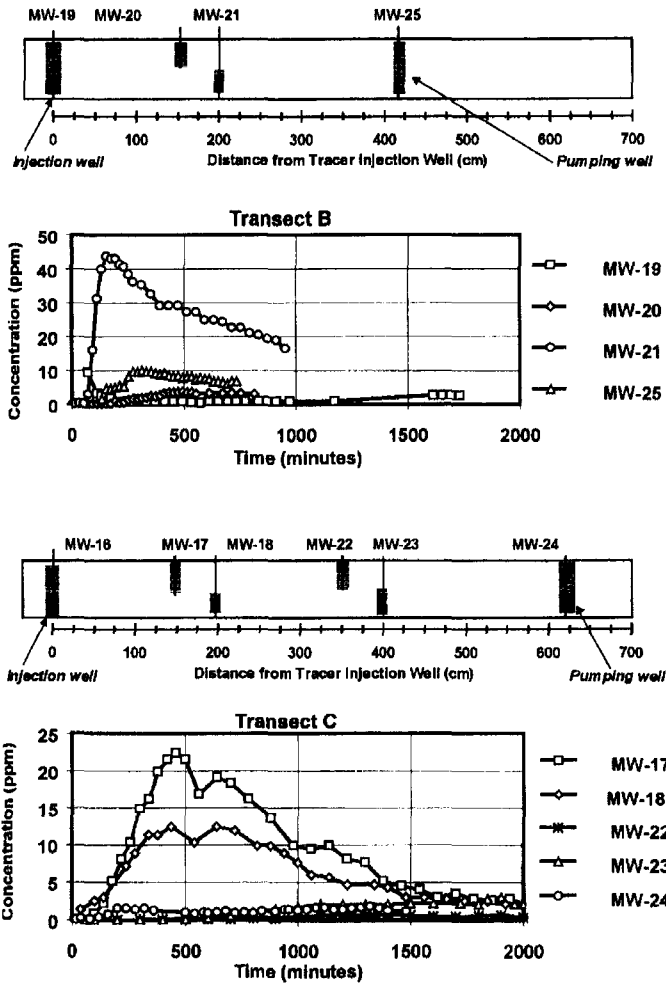 MW-19 MW-20 MW-21 MW-25
0 100 200 300 400 500 600 700
Injection well Distance from Tracer Injection Well (cm) Pumping well
Transect B
Concentration (ppm)
50
40
30
20
10
0
0 500 1000 1500 2000
Time (minutes)
MW-19
MW-20
MW-21
MW-25
MW-16 MW-17 MW-18 MW-22 MW-23 MW-24
0 100 200 300 400 500 600 700
Injection well Distance from Tracer Injection Well (cm) Pumping well
Transect C
Concentration (ppm)
25
20
15
10
5
0
0 500 1000 1500 2000
Time (minutes)
MW-17
MW-18
MW-22
MW-23
MW-24